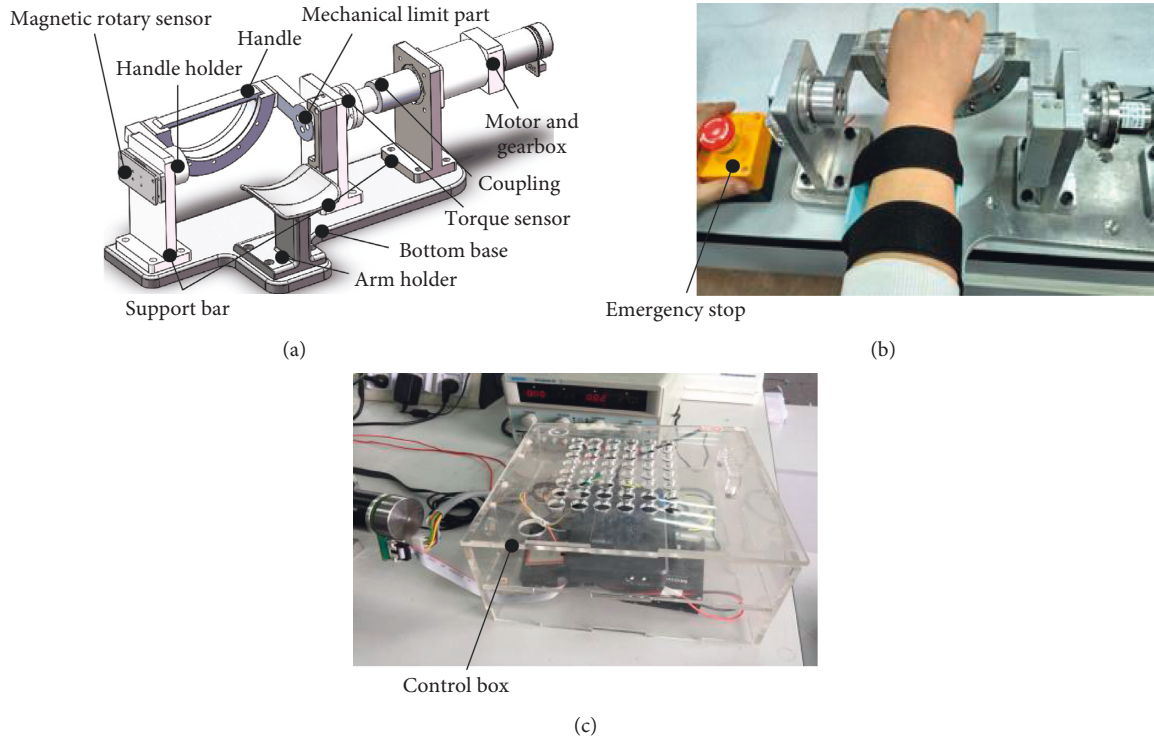 Magnetic rotary sensor
Mechanical limit part
Handle
Handle holder
Motor and
gearbox
Coupling
Torque sensor
Bottom base
Arm holder
Support bar
(a)
Emergency stop
(b)
Control box
(c)